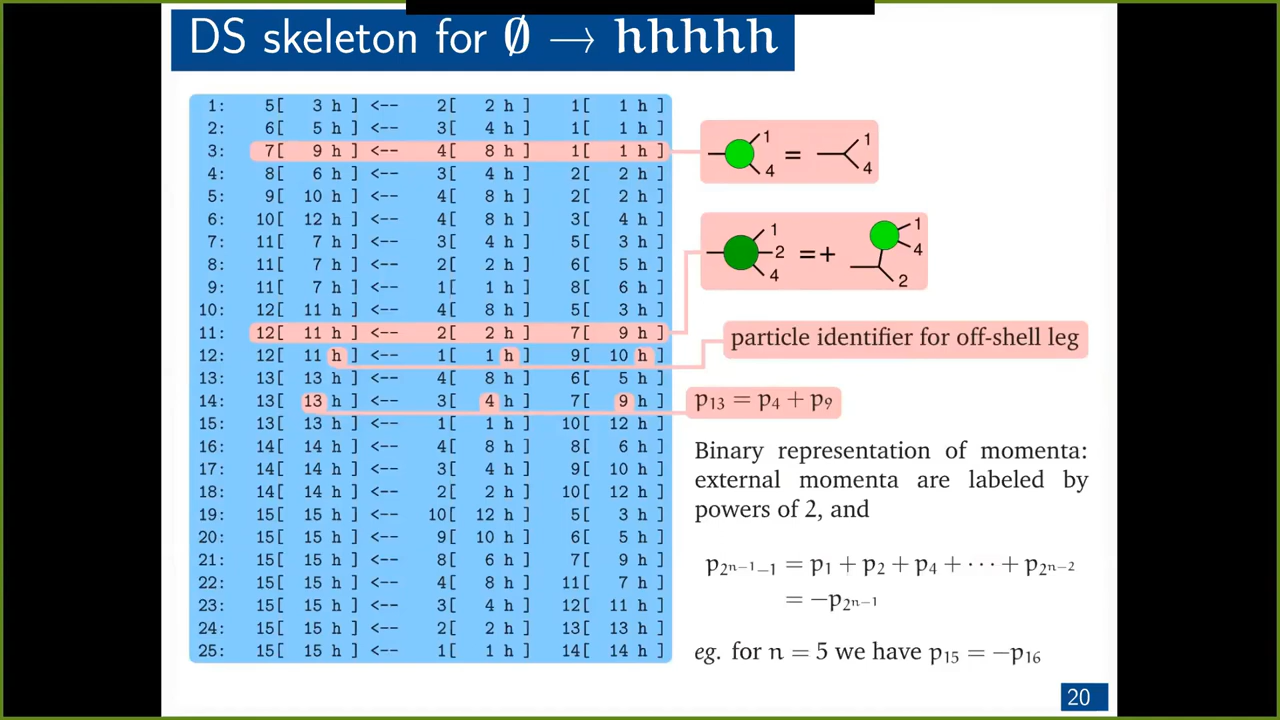 DS skeleton for ∅ → hhhhh
1: 5[ 3 h ] <-- 2[ 2 h ] 1[ 1 h ]
2: 6[ 5 h ] <-- 3[ 4 h ] 1[ 1 h ]
3: 7[ 9 h ] <-- 4[ 8 h ] 1[ 1 h ]
4: 8[ 6 h ] <-- 3[ 4 h ] 2[ 2 h ]
5: 9[ 10 h ] <-- 4[ 8 h ] 2[ 2 h ]
6: 10[ 12 h ] <-- 4[ 8 h ] 3[ 4 h ]
7: 11[ 7 h ] <-- 3[ 4 h ] 5[ 3 h ]
8: 11[ 7 h ] <-- 2[ 2 h ] 6[ 5 h ]
9: 11[ 7 h ] <-- 1[ 1 h ] 8[ 6 h ]
10: 12[ 11 h ] <-- 4[ 8 h ] 5[ 3 h ]
11: 12[ 11 h ] <-- 2[ 2 h ] 7[ 9 h ]
12: 12[ 11 h ] <-- 1[ 1 h ] 9[ 10 h ]
13: 13[ 13 h ] <-- 4[ 8 h ] 6[ 5 h ]
14: 13[ 13 h ] <-- 3[ 4 h ] 7[ 9 h ]
15: 13[ 13 h ] <-- 1[ 1 h ] 10[ 12 h ]
16: 14[ 14 h ] <-- 4[ 8 h ] 8[ 6 h ]
17: 14[ 14 h ] <-- 3[ 4 h ] 9[ 10 h ]
18: 14[ 14 h ] <-- 2[ 2 h ] 10[ 12 h ]
19: 15[ 15 h ] <-- 10[ 12 h ] 5[ 3 h ]
20: 15[ 15 h ] <-- 9[ 10 h ] 6[ 5 h ]
21: 15[ 15 h ] <-- 8[ 6 h ] 7[ 9 h ]
22: 15[ 15 h ] <-- 4[ 8 h ] 11[ 7 h ]
23: 15[ 15 h ] <-- 3[ 4 h ] 12[ 11 h ]
24: 15[ 15 h ] <-- 2[ 2 h ] 13[ 13 h ]
25: 15[ 15 h ] <-- 1[ 1 h ] 14[ 14 h ]
1 4 = 1 4
1 2 4 = + 1 4 2
particle identifier for off-shell leg
p₁₃ = p₄ + p₉
Binary representation of momenta:
external momenta are labeled by
powers of 2, and
p_{2^{n−1}−1} = p₁ + p₂ + p₄ + ⋯ + p_{2^{n−2}}
= −p_{2^{n−1}}
eg. for n = 5 we have p₁₅ = −p₁₆
20